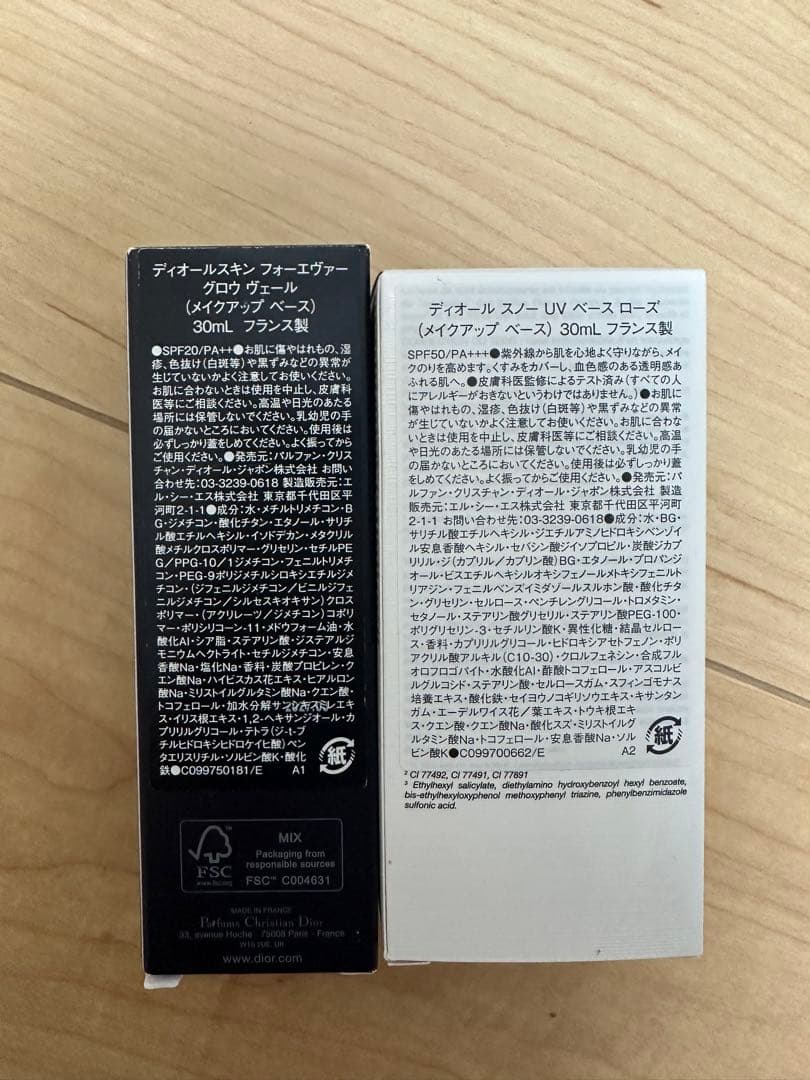 ディオールスキン フォーエヴァー
グロウ ヴェール
(メイクアップ ベース)
30mL フランス製
●SPF20/PA++●お肌に傷やはれもの、湿
疹、色抜け(白斑等)や黒ずみなどの異常が
生じていないかよく注意してお使いください。
お肌に合わないときは使用を中止し、皮膚科
医等にご相談ください。高温や日光のあたる
場所には保管しないでください。乳幼児の手
の届かないところにおいてください。使用後は
必ずしっかり蓋をしめてください。よく振ってから
ご使用ください。●発売元:パルファン・クリス
チャン・ディオール・ジャポン株式会社 お問い
合わせ先:03-3239-0618 製造販売元:エ
ル・シー・エス株式会社 東京都千代田区平
河町2-1-1●成分:水・メチルトリメチコン・B
G・ジメチコン・酸化チタン・エタノール・サリチ
ル酸エチルヘキシル・イソドデカン・メタクリル
酸メチルクロスポリマー・グリセリン・セチルPE
G/PPG-10/1ジメチコン・フェニルトリメチ
コン・PEG-9ポリジメチルシロキシエチルジメ
チコン・(ジフェニルジメチコン/ビニルジフェ
ニルジメチコン/シルセスキオキサン)クロス
ポリマー・(アクリレーツ/ジメチコン)コポリ
マー・ポリシリコーン-11・メドウフォーム油・水
酸化Al・シア脂・ステアリン酸・ジステアルジ
モニウムヘクトライト・セチルジメチコン・安息
香酸Na・塩化Na・香料・炭酸プロピレン・ク
エン酸Na・ハイビスカス花エキス・ヒアルロン
酸Na・ミリストイルグルタミン酸Na・クエン酸・
トコフェロール・加水分解サンシキスミレエキ
ス・イリス根エキス・1,2-ヘキサンジオール・カ
プリリルグリコール・テトラ(ジ-t-ブ
チルヒドロキシヒドロケイヒ酸)ペン
タエリスリチル・ソルビン酸K・酸化
鉄●C099750181/E A1
紙
FSC
www.fsc.org
MIX
Packaging from
responsible sources
FSC™ C004631
MADE IN FRANCE
Parfums Christian Dior
33, avenue Hoche - 75008 Paris - France
W1S 2UE, UK
www.dior.com
ディオール スノー UV ベース ローズ
(メイクアップ ベース) 30mL フランス製
SPF50/PA+++●紫外線から肌を心地よく守りながら、メイ
クのりを高めます。くすみをカバーし、血色感のある透明感
あふれる肌へ。●皮膚科医監修によるテスト済み(すべての人
にアレルギーがおきないというわけではありません。)●お肌に
傷やはれもの、湿疹、色抜け(白斑等)や黒ずみなどの異常
が生じていないかよく注意してお使いください。お肌に合わな
いときは使用を中止し、皮膚科医等にご相談ください。高温
や日光のあたる場所には保管しないでください。乳幼児の手
の届かないところにおいてください。使用後は必ずしっかり蓋
をしめてください。よく振ってからご使用ください。●発売元:パ
ルファン・クリスチャン・ディオール・ジャポン株式会社 製造
販売元:エル・シー・エス株式会社 東京都千代田区平河町
2-1-1 お問い合わせ先:03-3239-0618●成分:水・BG・
サリチル酸エチルヘキシル・ジエチルアミノヒドロキシベンゾイ
ル安息香酸ヘキシル・セバシン酸ジイソプロピル・炭酸ジカプ
リリル・ジ(カプリル/カプリン酸)BG・エタノール・プロパンジ
オール・ビスエチルヘキシルオキシフェノールメトキシフェニルト
リアジン・フェニルベンズイミダゾールスルホン酸・酸化チタ
ン・グリセリン・セルロース・ペンチレングリコール・トロメタミン・
セタノール・ステアリン酸グリセリル・ステアリン酸PEG-100・
ポリグリセリン-3・セチルリン酸K・異性化糖・結晶セルロー
ス・香料・カプリリルグリコール・ヒドロキシアセトフェノン・ポリ
アクリル酸アルキル(C10-30)・クロルフェネシン・合成フル
オロフロゴパイト・水酸化Al・酢酸トコフェロール・アスコルビ
ルグルコシド・ステアリン酸・セルロースガム・スフィンゴモナス
培養エキス・酸化鉄・セイヨウノコギリソウエキス・キサンタン
ガム・エーデルワイス花/葉エキス・トウキ根エキ
ス・クエン酸・クエン酸Na・酸化スズ・ミリストイルグ
ルタミン酸Na・トコフェロール・安息香酸Na・ソル
ビン酸K●C099700662/E A2
紙
² CI 77492, CI 77491, CI 77891
³ Ethylhexyl salicylate, diethylamino hydroxybenzoyl hexyl benzoate,
bis-ethylhexyloxyphenol methoxyphenyl triazine, phenylbenzimidazole
sulfonic acid.